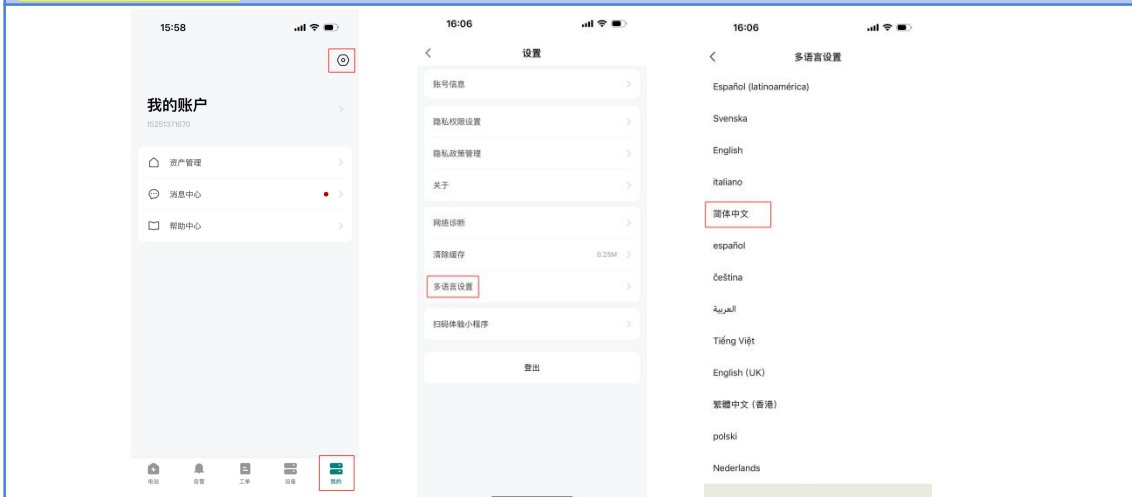 15:58
我的账户
15251371670
资产管理
消息中心
帮助中心
电站
告警
工单
设备
我的
16:06
设置
账号信息
隐私权限设置
隐私政策管理
关于
网络诊断
清除缓存
0.25M
多语言设置
扫码体验小程序
登出
16:06
多语言设置
Español (latinoamérica)
Svenska
English
italiano
简体中文
español
čeština
العربية
Tiếng Việt
English (UK)
繁體中文 (香港)
polski
Nederlands